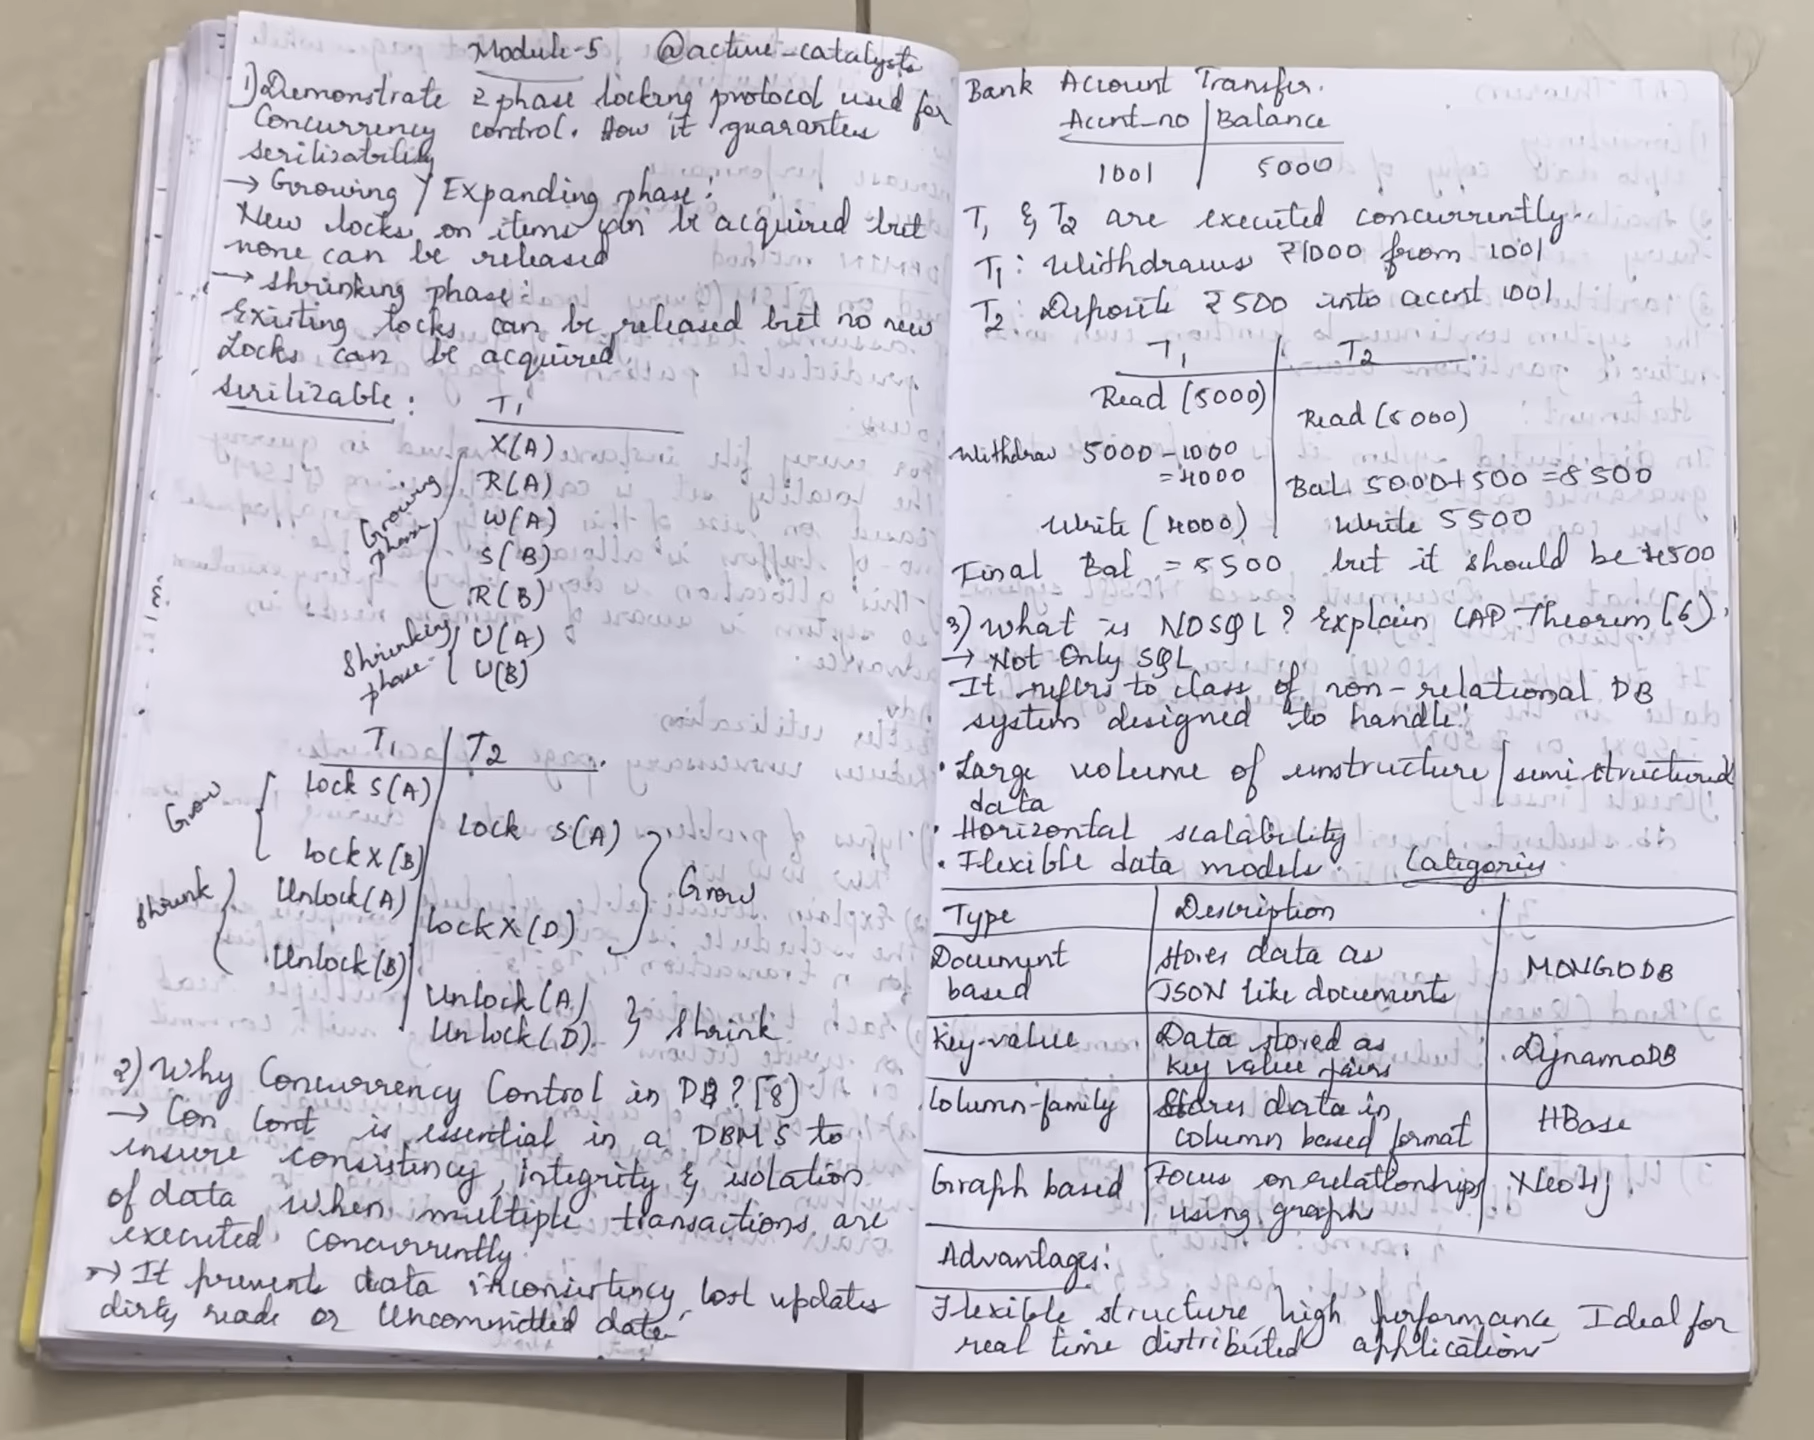 Module-5 @active-catalysts
1) Demonstrate 2 phase locking protocol used for
Concurrency control. How it guarantees
serilizability
→ Growing / Expanding phase:
New locks on items can be acquired but
none can be released
→ Shrinking phase:
Existing locks can be released but no new
Locks can be acquired.
Serilizable: T1
X(A)
R(A)
Growing phase W(A)
S(B)
R(B)
Shrinking phase U(A)
U(B)
T1 | T2
Grow Lock S(A)
Lock S(A)
Lock X(B)
Shrink Unlock(A) Grow
Lock X(D)
Unlock(B)
Unlock(A)
Unlock(D) } Shrink
2) Why Concurrency Control in DB? [8)
→ Con Cont is essential in a DBMS to
ensure consistency, integrity & isolation
of data when multiple transactions are
executed concurrently.
→ It prevents data inconsistency lost updates
dirty reads or Uncommitted data
Bank Account Transfer.
Accnt_no | Balance
1001 | 5000
T1 & T2 are executed concurrently.
T1: Withdraws ₹1000 from 1001
T2: Deposits ₹500 into accnt 1001
T1 | T2
Read (5000)
Read (5000)
Withdraw 5000-1000
=4000
Bal 5000+500 =8500
Write (4000) Write 5500
Final Bal = 5500 but it should be 4500
3) What is NOSQL? Explain CAP Theorem [6).
→ Not Only SQL
It refers to class of non-relational DB
system designed to handle:
• Large volume of unstructure / semi structured
data
• Horizontal scalability
• Flexible data models. Categories
Type | Description
Document based | Stores data as JSON like documents | MONGODB
Key-value | Data stored as key value pairs | DynamoDB
Column-family | Stores data in column based format | HBase
Graph based | Focus on relationships using graphs | Neo4j
Advantages:
Flexible structure high performance, Ideal for
real time distributed applications